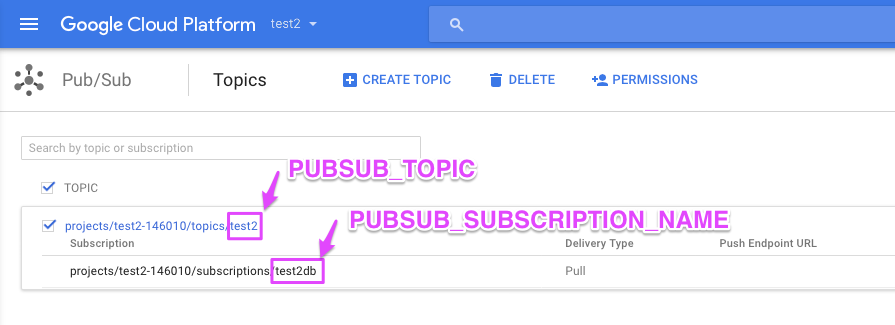 Google Cloud Platform test2
Pub/Sub Topics CREATE TOPIC DELETE PERMISSIONS
Search by topic or subscription
PUBSUB_TOPIC
TOPIC
projects/test2-146010/topics/test2
PUBSUB_SUBSCRIPTION_NAME
Subscription Delivery Type Push Endpoint URL
projects/test2-146010/subscriptions/test2db Pull